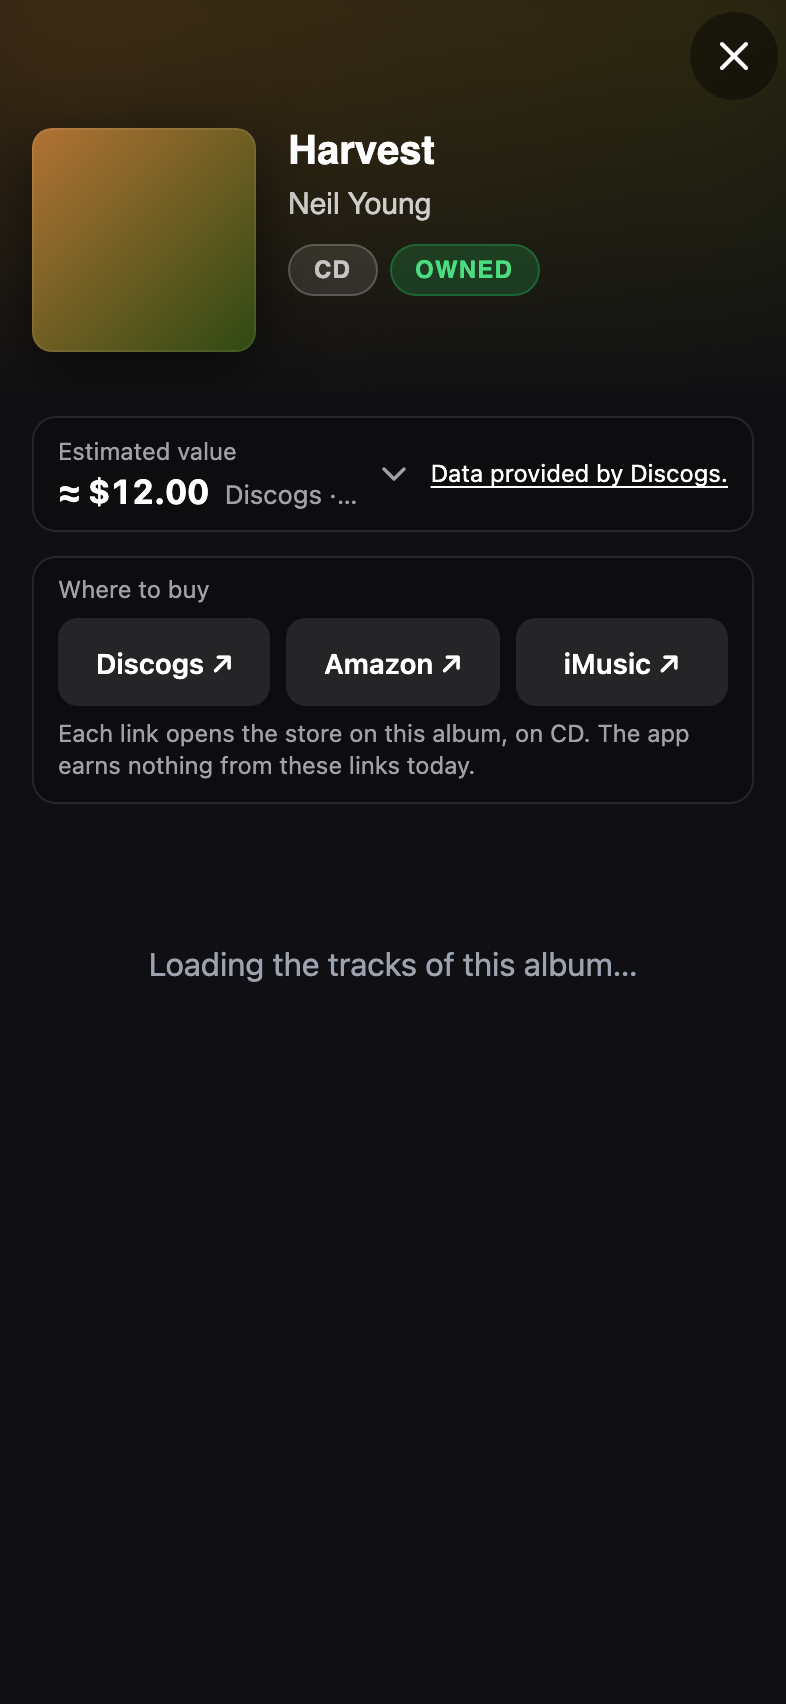 Harvest
Neil Young
CD OWNED
Estimated value
≈ $12.00 Discogs ·...
Data provided by Discogs.
Where to buy
Discogs ↗ Amazon ↗ iMusic ↗
Each link opens the store on this album, on CD. The app
earns nothing from these links today.
Loading the tracks of this album...